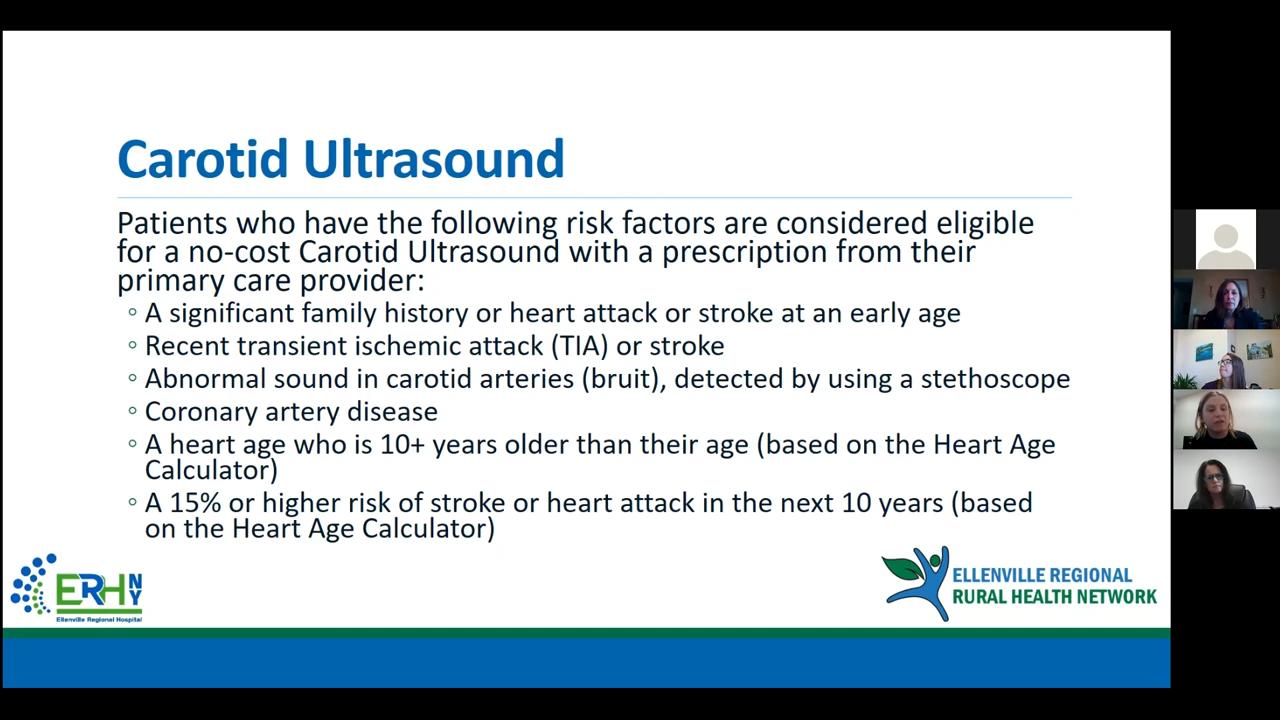 Carotid Ultrasound
Patients who have the following risk factors are considered eligible
for a no-cost Carotid Ultrasound with a prescription from their
primary care provider:
◦ A significant family history or heart attack or stroke at an early age
◦ Recent transient ischemic attack (TIA) or stroke
◦ Abnormal sound in carotid arteries (bruit), detected by using a stethoscope
◦ Coronary artery disease
◦ A heart age who is 10+ years older than their age (based on the Heart Age
Calculator)
◦ A 15% or higher risk of stroke or heart attack in the next 10 years (based
on the Heart Age Calculator)
ERH NY
Ellenville Regional Hospital
ELLENVILLE REGIONAL
RURAL HEALTH NETWORK